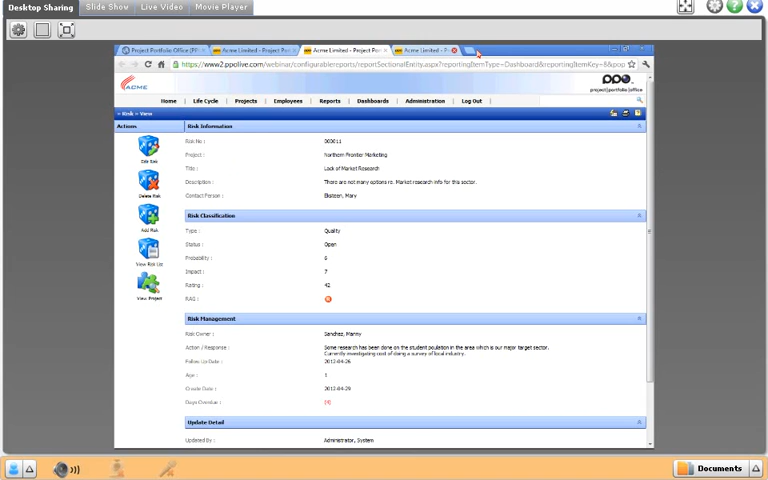 Desktop Sharing Slide Show Live Video Movie Player
Project Portfolio Office (PP Acme Limited - Project Por Acme Limited - Project Por Acme Limited - P
https://www2.ppolive.com/webinar/configurablereports/reportSectionalEntity.aspx?reportingItemType=Dashboard&reportingItemKey=8&pop
ACME
ppo
project|portfolio|office
Home Life Cycle Projects Employees Reports Dashboards Administration Log Out
» Risk » View
Actions
Edit Risk
Delete Risk
Add Risk
View Risk List
View Project
Risk Information
Risk No :
Project: Northern Frontier Marketing
Title : Lack of Market Research
Description : There are not many options re. Market research info for this sector.
Contact Person : Eksteen, Mary
Risk Classification
Type : Quality
Status : Open
Probability : 6
Impact : 7
Rating : 42
RAG :
Risk Management
Risk Owner : Sanchez, Manny
Action / Response : Some research has been done on the student poulation in the area which is our major target sector.
Currently investigating cost of doing a survey of local industry.
Follow Up Date : 2012-04-26
Age : 1
Create Date : 2012-04-29
Days Overdue : (4)
Update Detail
Updated By : Administrator, System
Documents